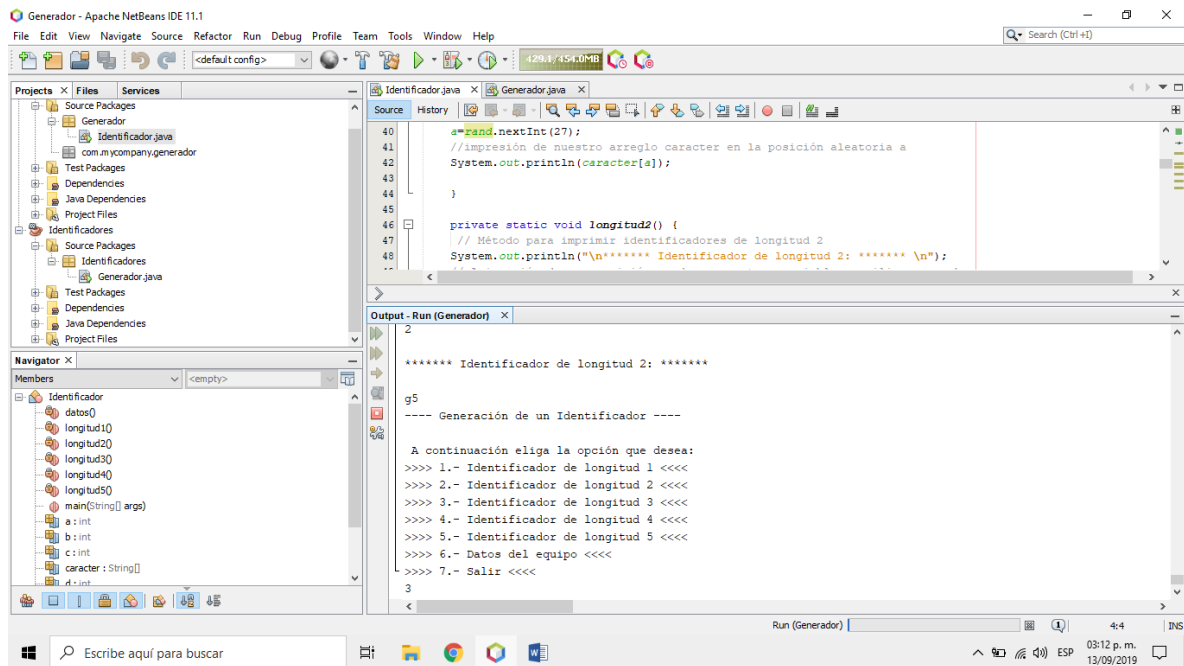 Generador - Apache NetBeans IDE 11.1
File Edit View Navigate Source Refactor Run Debug Profile Team Tools Window Help
Search (Ctrl+I)
<default config>
429.1/454.0MB
Projects Files Services
Source Packages
Generador
Identificador.java
com.mycompany.generador
Test Packages
Dependencies
Java Dependencies
Project Files
Identificadores
Source Packages
Identificadores
Generador.java
Test Packages
Dependencies
Java Dependencies
Project Files
Navigator
Members
<empty>
Identificador
datos()
longitud1()
longitud2()
longitud3()
longitud4()
longitud5()
main(String[] args)
a : int
b : int
c : int
caracter : String[]
d : int
Identificador.java Generador.java
Source History
40 a=rand.nextInt(27);
41 //impresión de nuestro arreglo caracter en la posición aleatoria a
42 System.out.println(caracter[a]);
43
44 }
45
46 private static void longitud2() {
47 // Método para imprimir identificadores de longitud 2
48 System.out.println("\n******* Identificador de longitud 2: ******* \n");
Output - Run (Generador)
2
******* Identificador de longitud 2: *******
g5
---- Generación de un Identificador ----
A continuación eliga la opción que desea:
>>>> 1.- Identificador de longitud 1 <<<<
>>>> 2.- Identificador de longitud 2 <<<<
>>>> 3.- Identificador de longitud 3 <<<<
>>>> 4.- Identificador de longitud 4 <<<<
>>>> 5.- Identificador de longitud 5 <<<<
>>>> 6.- Datos del equipo <<<<
>>>> 7.- Salir <<<<
3
Run (Generador) 1 4:4 INS
Escribe aquí para buscar
ESP
03:12 p. m.
13/09/2019